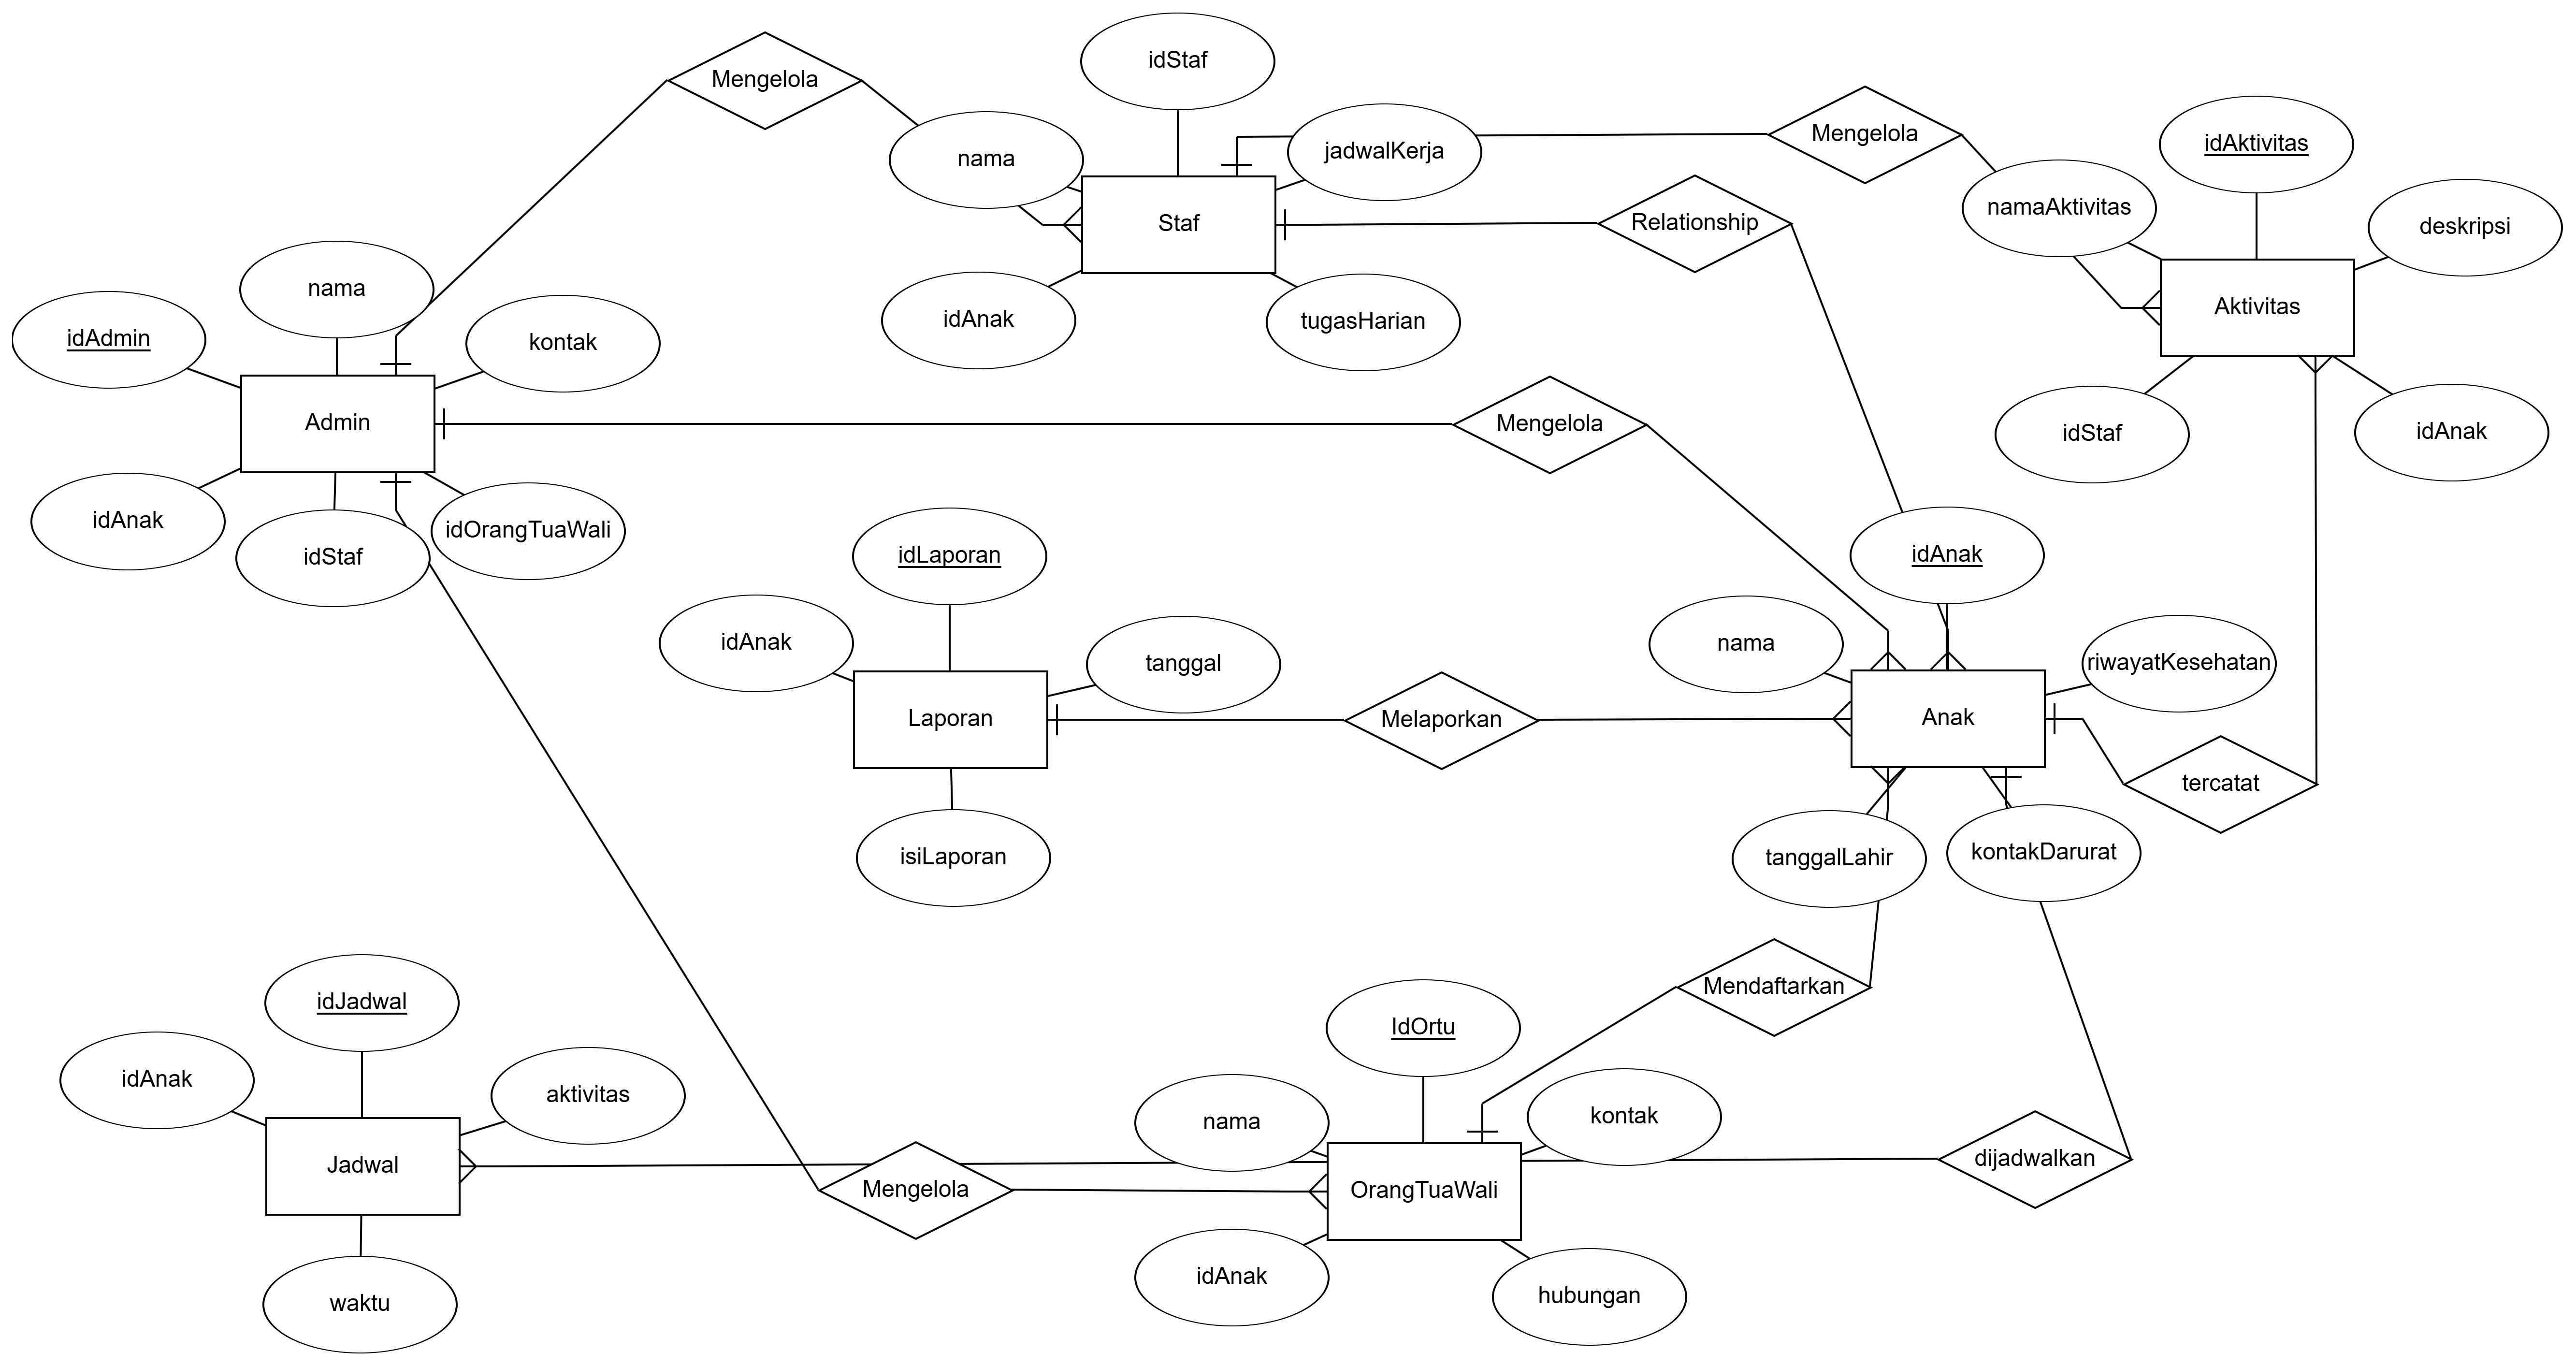 idStaf
Mengelola
Mengelola
idAktivitas
jadwalKerja
nama
namaAktivitas
Staf
Relationship
deskripsi
nama
Aktivitas
idAnak
tugasHarian
idAdmin
kontak
Admin
Mengelola
idStaf
idAnak
idAnak
idOrangTuaWali
idStaf
idLaporan
idAnak
idAnak
tanggal
nama
riwayatKesehatan
Laporan
Melaporkan
Anak
tercatat
isiLaporan
tanggalLahir
kontakDarurat
Mendaftarkan
idJadwal
IdOrtu
idAnak
aktivitas
nama
kontak
Jadwal
Mengelola
OrangTuaWali
dijadwalkan
idAnak
waktu
hubungan